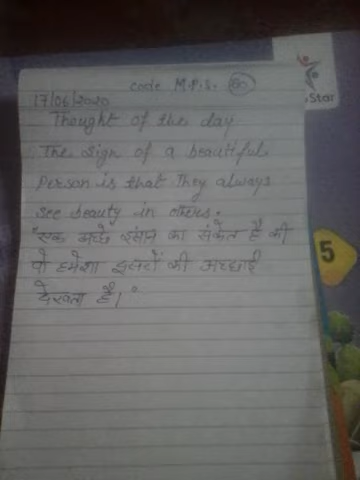 code M.P.S. 60
17/06/2020
Thought of the day
The sign of a beautiful
Person is that They always
see beauty in others.
"एक अच्छे इंसान का संकेत है की
वो हमेशा दुसरों की अच्छाई
देखता है।"
Star
5